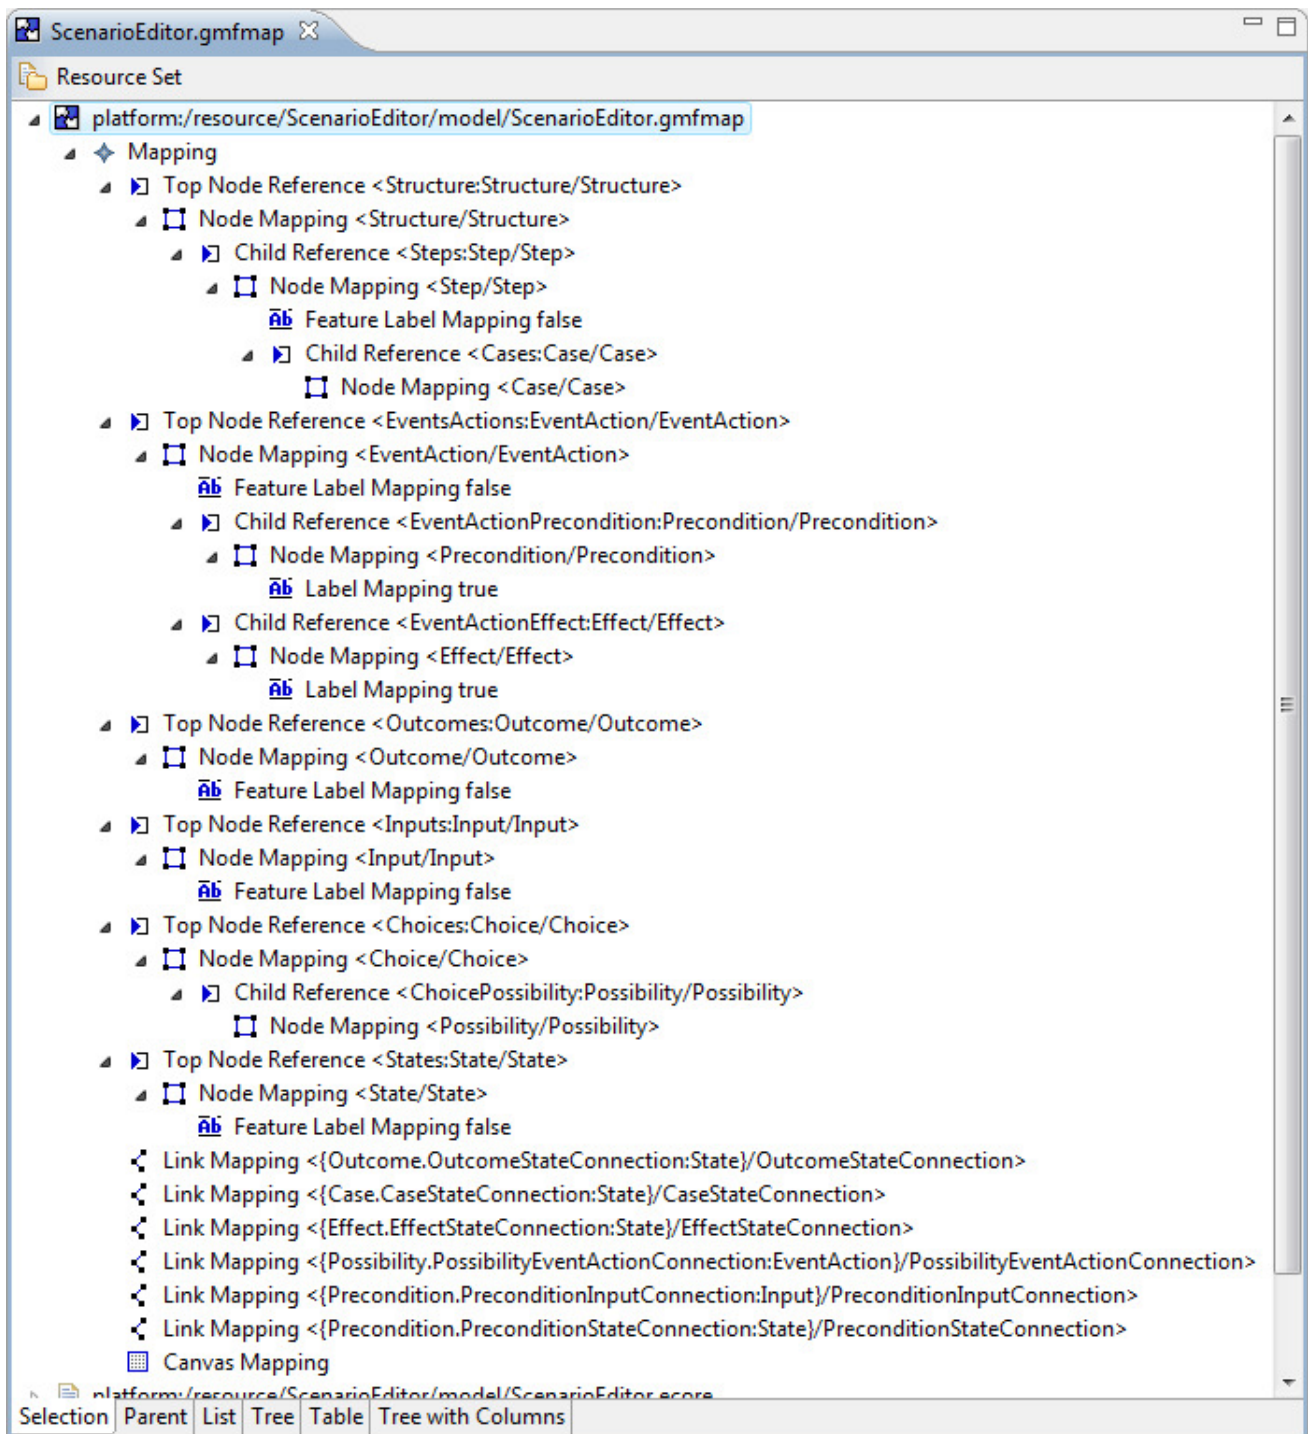 ScenarioEditor.gmfmap
Resource Set
platform:/resource/ScenarioEditor/model/ScenarioEditor.gmfmap
Mapping
Top Node Reference <Structure:Structure/Structure>
Node Mapping <Structure/Structure>
Child Reference <Steps:Step/Step>
Node Mapping <Step/Step>
Ab Feature Label Mapping false
Child Reference <Cases:Case/Case>
Node Mapping <Case/Case>
Top Node Reference <EventsActions:EventAction/EventAction>
Node Mapping <EventAction/EventAction>
Ab Feature Label Mapping false
Child Reference <EventActionPrecondition:Precondition/Precondition>
Node Mapping <Precondition/Precondition>
Ab Label Mapping true
Child Reference <EventActionEffect:Effect/Effect>
Node Mapping <Effect/Effect>
Ab Label Mapping true
Top Node Reference <Outcomes:Outcome/Outcome>
Node Mapping <Outcome/Outcome>
Ab Feature Label Mapping false
Top Node Reference <Inputs:Input/Input>
Node Mapping <Input/Input>
Ab Feature Label Mapping false
Top Node Reference <Choices:Choice/Choice>
Node Mapping <Choice/Choice>
Child Reference <ChoicePossibility:Possibility/Possibility>
Node Mapping <Possibility/Possibility>
Top Node Reference <States:State/State>
Node Mapping <State/State>
Ab Feature Label Mapping false
Link Mapping <{Outcome.OutcomeStateConnection:State}/OutcomeStateConnection>
Link Mapping <{Case.CaseStateConnection:State}/CaseStateConnection>
Link Mapping <{Effect.EffectStateConnection:State}/EffectStateConnection>
Link Mapping <{Possibility.PossibilityEventActionConnection:EventAction}/PossibilityEventActionConnection>
Link Mapping <{Precondition.PreconditionInputConnection:Input}/PreconditionInputConnection>
Link Mapping <{Precondition.PreconditionStateConnection:State}/PreconditionStateConnection>
Canvas Mapping
platform:/resource/ScenarioEditor/model/ScenarioEditor.ecore
Selection Parent List Tree Table Tree with Columns